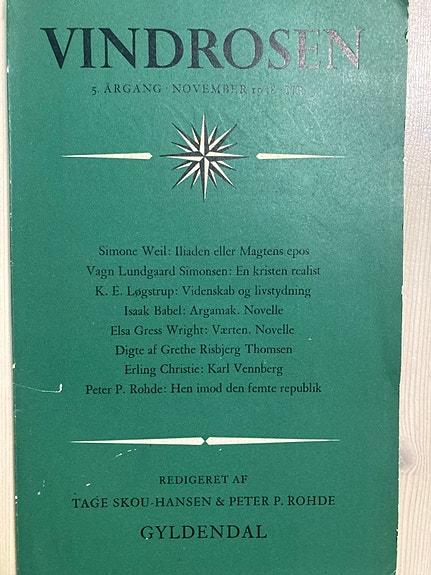 VINDROSEN
5. ÅRGANG · NOVEMBER 1958 ·
Simone Weil: Iliaden eller Magtens epos
Vagn Lundgaard Simonsen: En kristen realist
K. E. Løgstrup: Videnskab og livstydning
Isaak Babel: Argamak. Novelle
Elsa Gress Wright: Værten. Novelle
Digte af Grethe Risbjerg Thomsen
Erling Christie: Karl Vennberg
Peter P. Rohde: Hen imod den femte republik
REDIGERET AF
TAGE SKOU-HANSEN & PETER P. ROHDE
GYLDENDAL